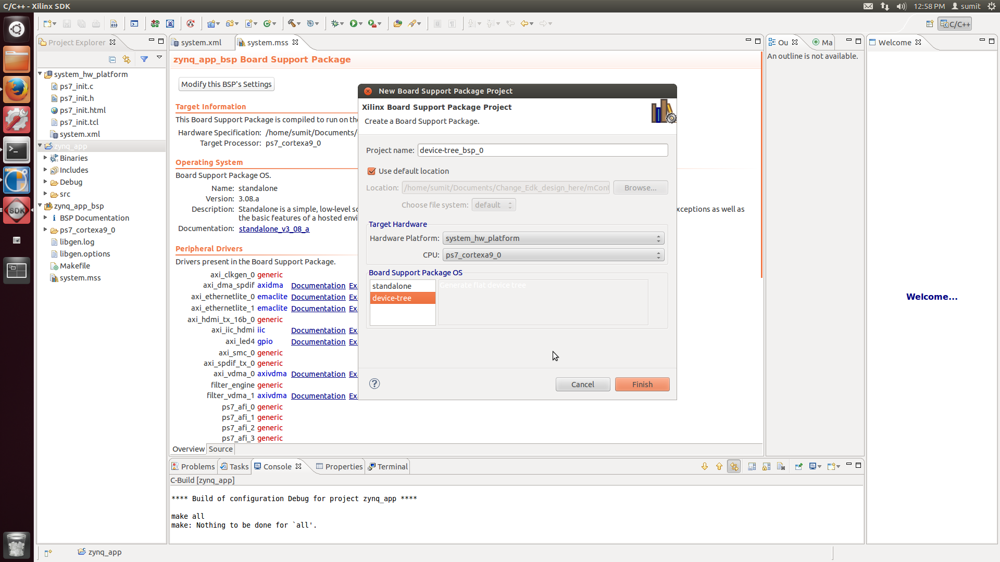 C/C++ - Xilinx SDK
12:58 PM
sumit
C/C++
Project Explorer
system_hw_platform
ps7_init.c
ps7_init.h
ps7_init.html
ps7_init.tcl
system.xml
zynq_app
Binaries
Includes
Debug
src
zynq_app_bsp
BSP Documentation
ps7_cortexa9_0
libgen.log
libgen.options
Makefile
system.mss
system.xml
system.mss
zynq_app_bsp Board Support Package
Modify this BSP's Settings
Target Information
This Board Support Package is compiled to run on the
Hardware Specification: /home/sumit/Documents/
Target Processor: ps7_cortexa9_0
Operating System
Board Support Package OS.
Name: standalone
Version: 3.08.a
Description: Standalone is a simple, low-level so
xceptions as well as
the basic features of a hosted envi
Documentation: standalone_v3_08_a
Peripheral Drivers
Drivers present in the Board Support Package.
axi_clkgen_0 generic
axi_dma_spdif axidma Documentation Ex
axi_ethernetlite_0 emaclite Documentation Ex
axi_ethernetlite_1 emaclite Documentation Ex
axi_hdmi_tx_16b_0 generic
axi_iic_hdmi iic Documentation Ex
axi_led4 gpio Documentation Ex
axi_smc_0 generic
axi_spdif_tx_0 generic
axi_vdma_0 axivdma Documentation Ex
filter_engine generic
filter_vdma_1 axivdma Documentation Ex
ps7_afi_0 generic
ps7_afi_1 generic
ps7_afi_2 generic
ps7_afi_3 generic
Overview
Source
New Board Support Package Project
Xilinx Board Support Package Project
Create a Board Support Package.
Project name: device-tree_bsp_0
Use default location
Location: /home/sumit/Documents/Change_Edk_design_here/mCont
Browse...
Choose file system: default
Target Hardware
Hardware Platform: system_hw_platform
CPU: ps7_cortexa9_0
Board Support Package OS
standalone
device-tree
Generate flat device tree
Cancel
Finish
Ou
Ma
An outline is not available.
Welcome
Welcome...
Problems
Tasks
Console
Properties
Terminal
C-Build [zynq_app]
**** Build of configuration Debug for project zynq_app ****
make all
make: Nothing to be done for `all'.
zynq_app
SDK